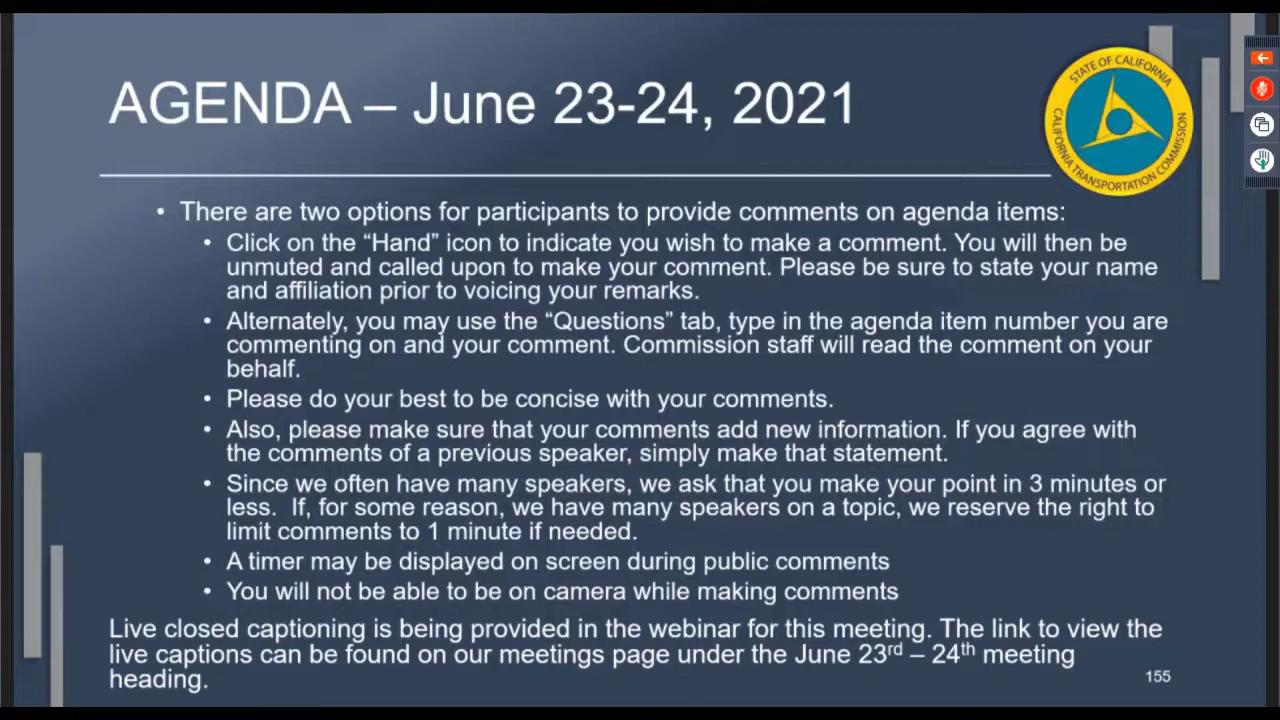 AGENDA – June 23-24, 2021
STATE OF CALIFORNIA
CALIFORNIA TRANSPORTATION COMMISSION
• There are two options for participants to provide comments on agenda items:
• Click on the “Hand” icon to indicate you wish to make a comment. You will then be
unmuted and called upon to make your comment. Please be sure to state your name
and affiliation prior to voicing your remarks.
• Alternately, you may use the “Questions” tab, type in the agenda item number you are
commenting on and your comment. Commission staff will read the comment on your
behalf.
• Please do your best to be concise with your comments.
• Also, please make sure that your comments add new information. If you agree with
the comments of a previous speaker, simply make that statement.
• Since we often have many speakers, we ask that you make your point in 3 minutes or
less.  If, for some reason, we have many speakers on a topic, we reserve the right to
limit comments to 1 minute if needed.
• A timer may be displayed on screen during public comments
• You will not be able to be on camera while making comments
Live closed captioning is being provided in the webinar for this meeting. The link to view the
live captions can be found on our meetings page under the June 23rd – 24th meeting
heading.
155